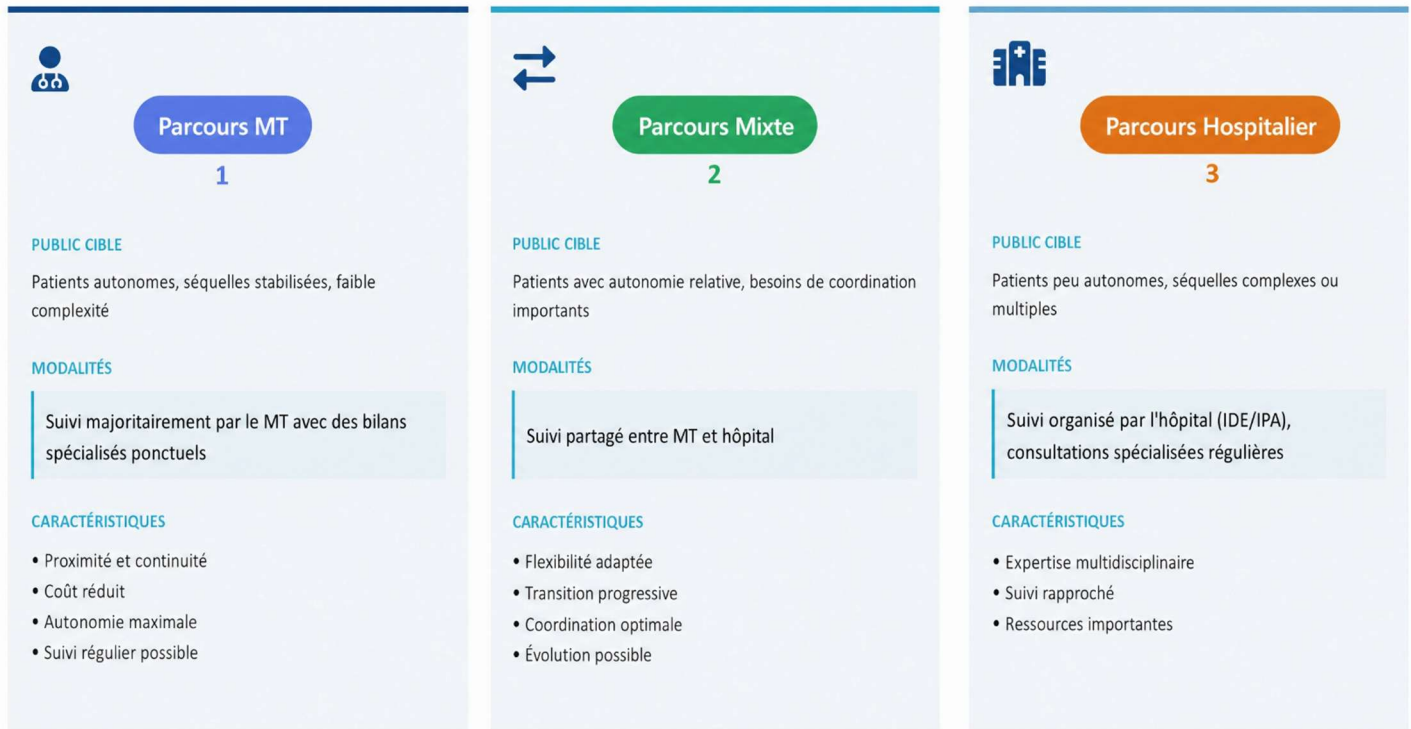 Parcours MT
1
PUBLIC CIBLE
Patients autonomes, séquelles stabilisées, faible
complexité
MODALITÉS
Suivi majoritairement par le MT avec des bilans
spécialisés ponctuels
CARACTÉRISTIQUES
• Proximité et continuité
• Coût réduit
• Autonomie maximale
• Suivi régulier possible
Parcours Mixte
2
PUBLIC CIBLE
Patients avec autonomie relative, besoins de coordination
importants
MODALITÉS
Suivi partagé entre MT et hôpital
CARACTÉRISTIQUES
• Flexibilité adaptée
• Transition progressive
• Coordination optimale
• Évolution possible
Parcours Hospitalier
3
PUBLIC CIBLE
Patients peu autonomes, séquelles complexes ou
multiples
MODALITÉS
Suivi organisé par l'hôpital (IDE/IPA),
consultations spécialisées régulières
CARACTÉRISTIQUES
• Expertise multidisciplinaire
• Suivi rapproché
• Ressources importantes